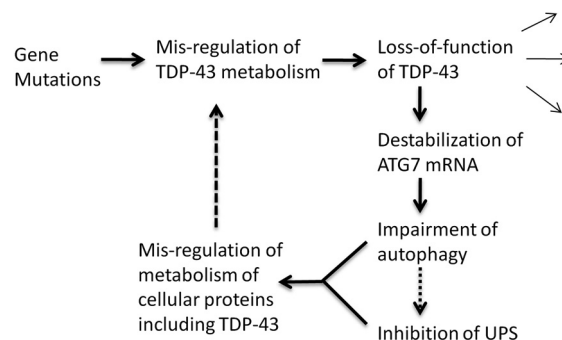 Gene
Mutations
Mis-regulation of
TDP-43 metabolism
Loss-of-function
of TDP-43
Destabilization of
ATG7 mRNA
Impairment of
autophagy
Inhibition of UPS
Mis-regulation of
metabolism of
cellular proteins
including TDP-43